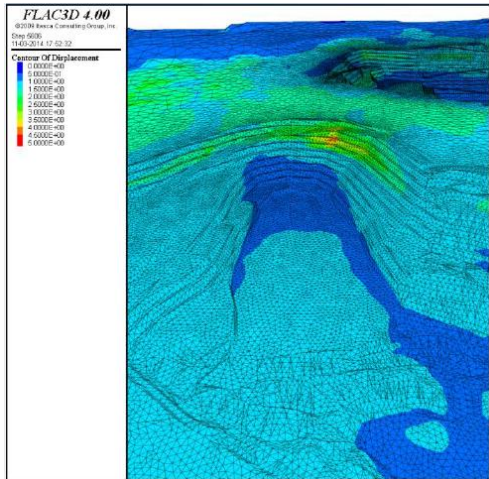 FLAC3D 4.00
©2009 Itasca Consulting Group, Inc.
Step 5806
11-03-2014 17:52:32
Contour Of Displacement
0.0000E+00
5.0000E-01
1.0000E+00
1.5000E+00
2.0000E+00
2.5000E+00
3.0000E+00
3.5000E+00
4.0000E+00
4.5000E+00
5.0000E+00